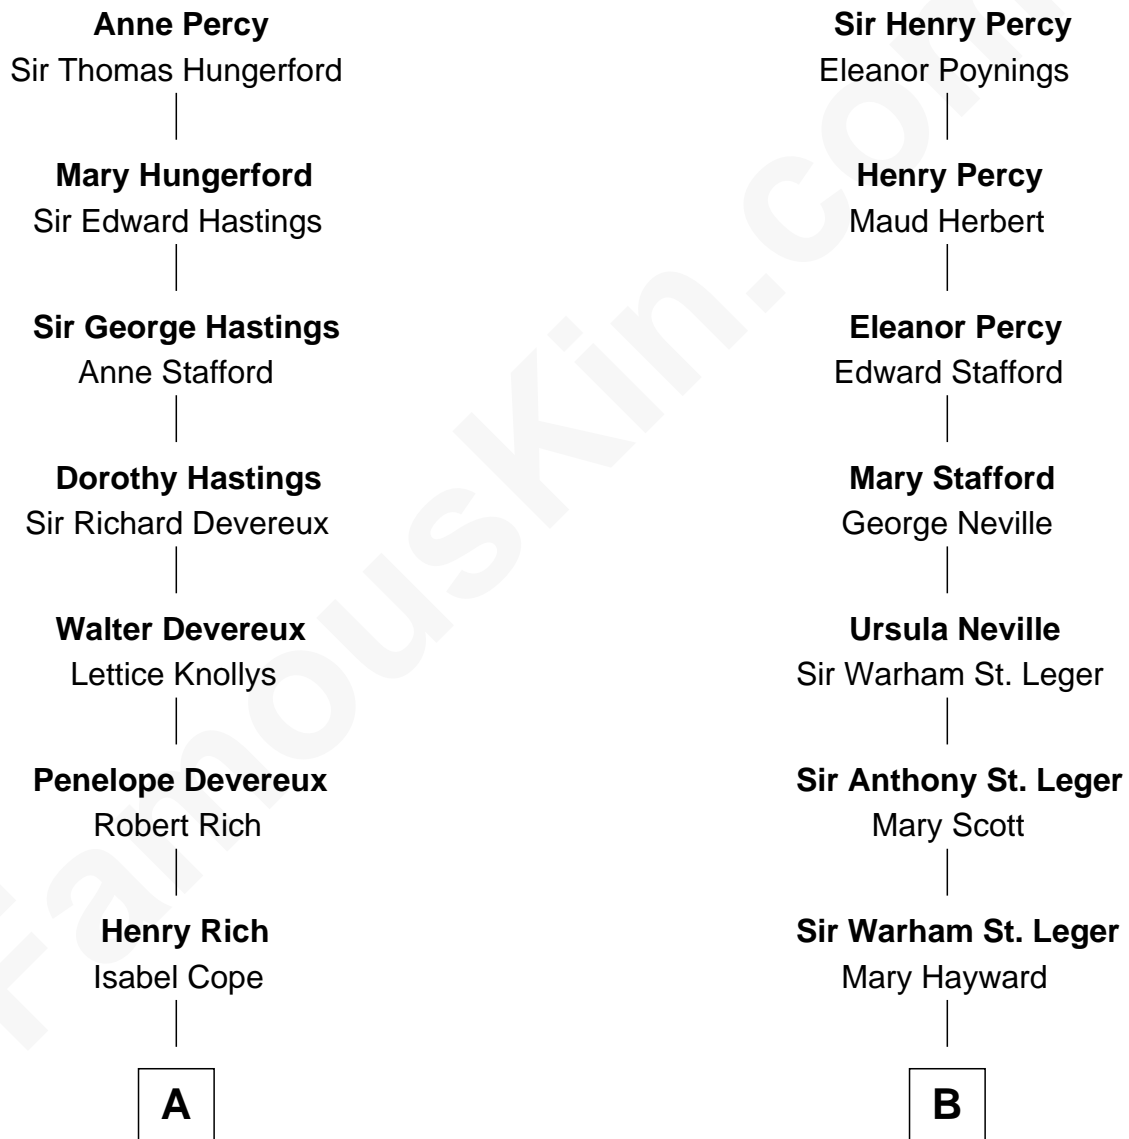 Anne Percy
Sir Thomas Hungerford
Mary Hungerford
Sir Edward Hastings
Sir George Hastings
Anne Stafford
Dorothy Hastings
Sir Richard Devereux
Walter Devereux
Lettice Knollys
Penelope Devereux
Robert Rich
Henry Rich
Isabel Cope
A
Sir Henry Percy
Eleanor Poynings
Henry Percy
Maud Herbert
Eleanor Percy
Edward Stafford
Mary Stafford
George Neville
Ursula Neville
Sir Warham St. Leger
Sir Anthony St. Leger
Mary Scott
Sir Warham St. Leger
Mary Hayward
B
FamousKin.com